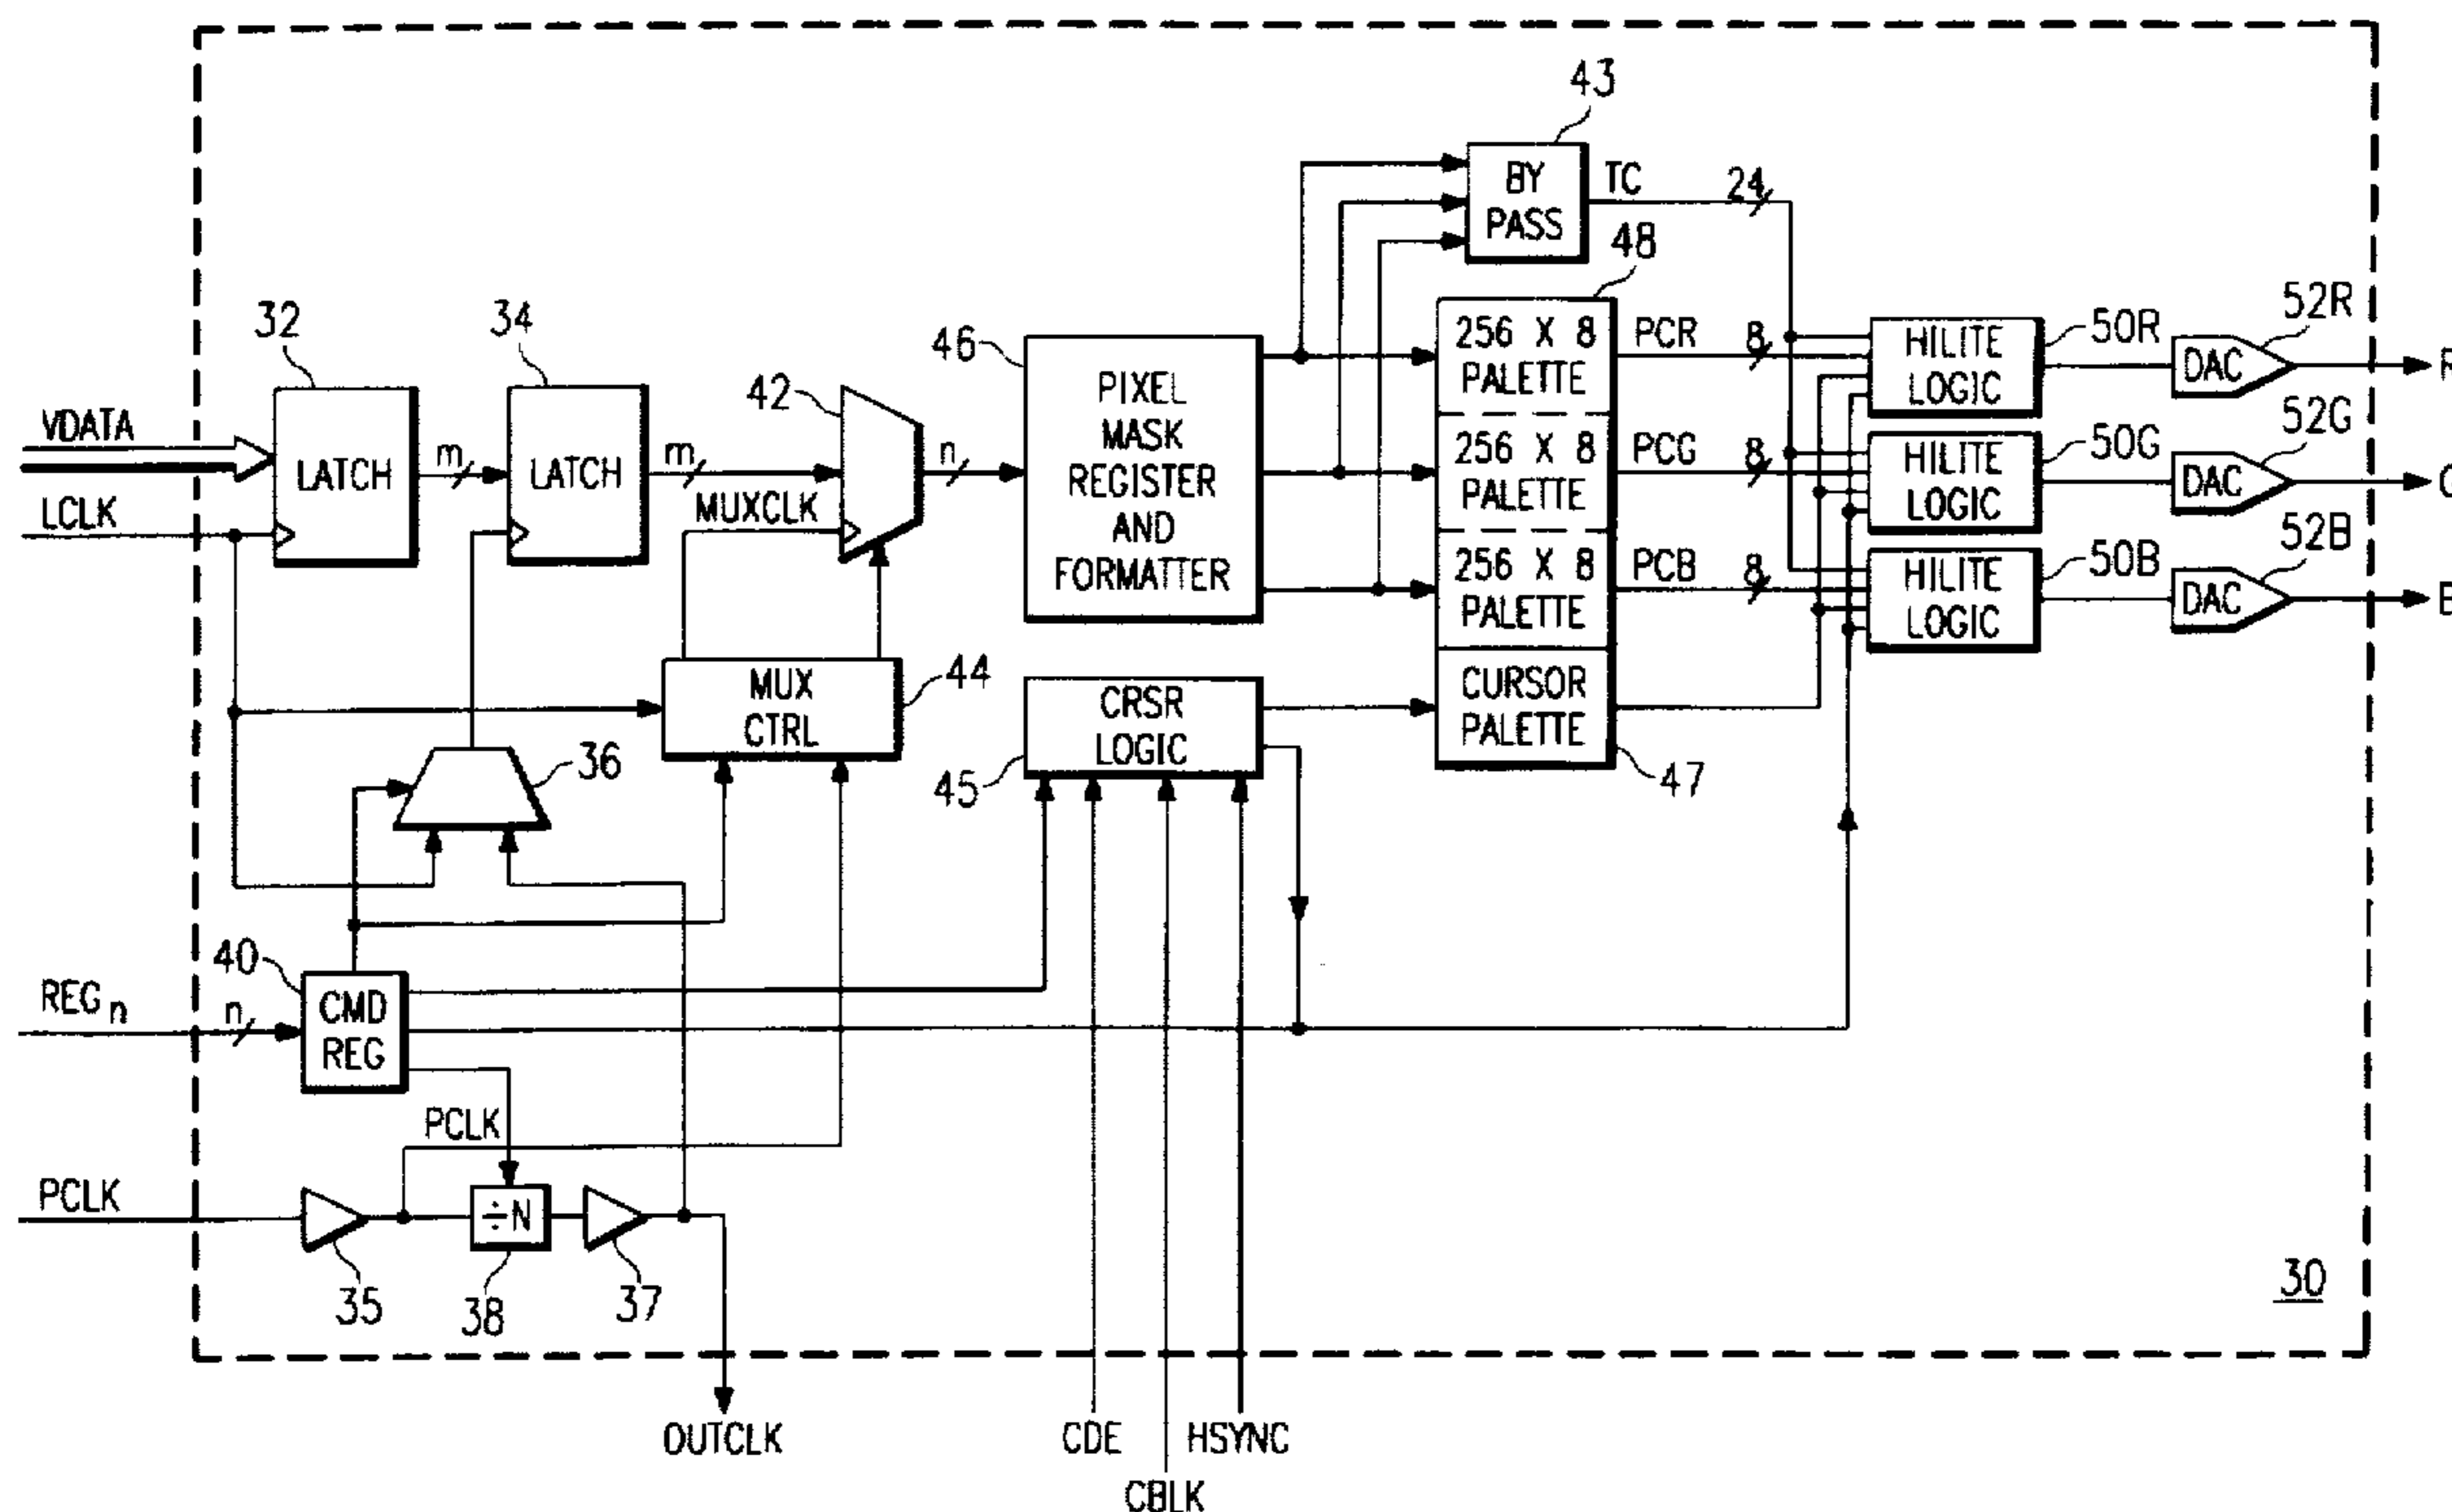 43
BY
PASS
TC
24
48
32
34
42
46
VDATA
LCLK
LATCH
m
LATCH
m
MUXCLK
n
PIXEL
MASK
REGISTER
AND
FORMATTER
256 X 8
PALETTE
256 X 8
PALETTE
256 X 8
PALETTE
CURSOR
PALETTE
47
PCR
8
PCG
8
PCB
8
HILITE
LOGIC
50R
HILITE
LOGIC
50G
HILITE
LOGIC
50B
DAC
52R
DAC
52G
DAC
52B
MUX
CTRL
44
36
CRSR
LOGIC
45
40
REGn
n
CMD
REG
PCLK
PCLK
÷N
35
38
37
30
OUTCLK
CDE
HSYNC
CBLK